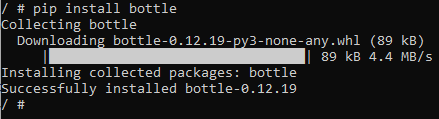 / # pip install bottle
Collecting bottle
  Downloading bottle-0.12.19-py3-none-any.whl (89 kB)
     |████████████████████████████████| 89 kB 4.4 MB/s
Installing collected packages: bottle
Successfully installed bottle-0.12.19
/ #